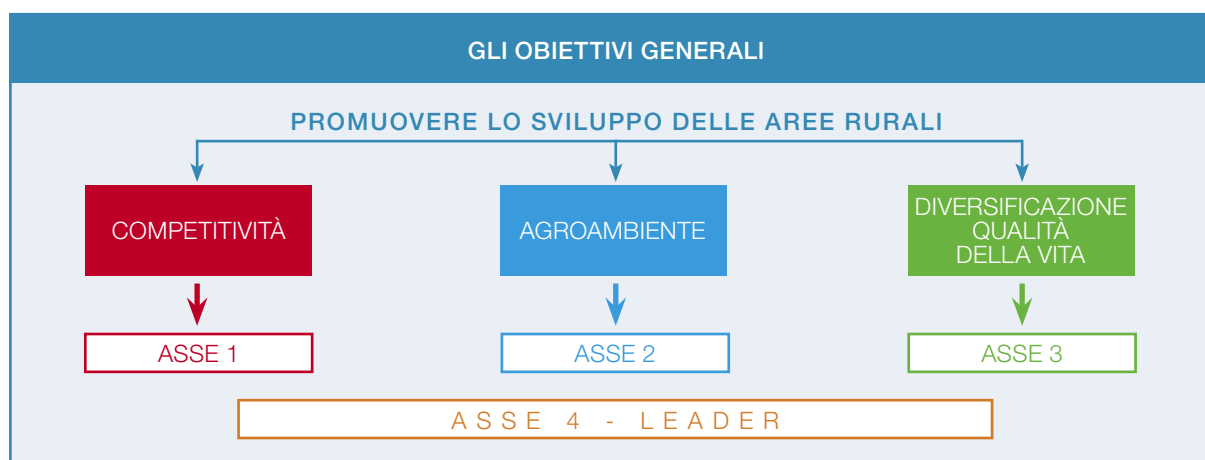 GLI OBIETTIVI GENERALI
PROMUOVERE LO SVILUPPO DELLE AREE RURALI
COMPETITIVITÀ
AGROAMBIENTE
DIVERSIFICAZIONE
QUALITÀ
DELLA VITA
ASSE 1
ASSE 2
ASSE 3
ASSE 4 - LEADER